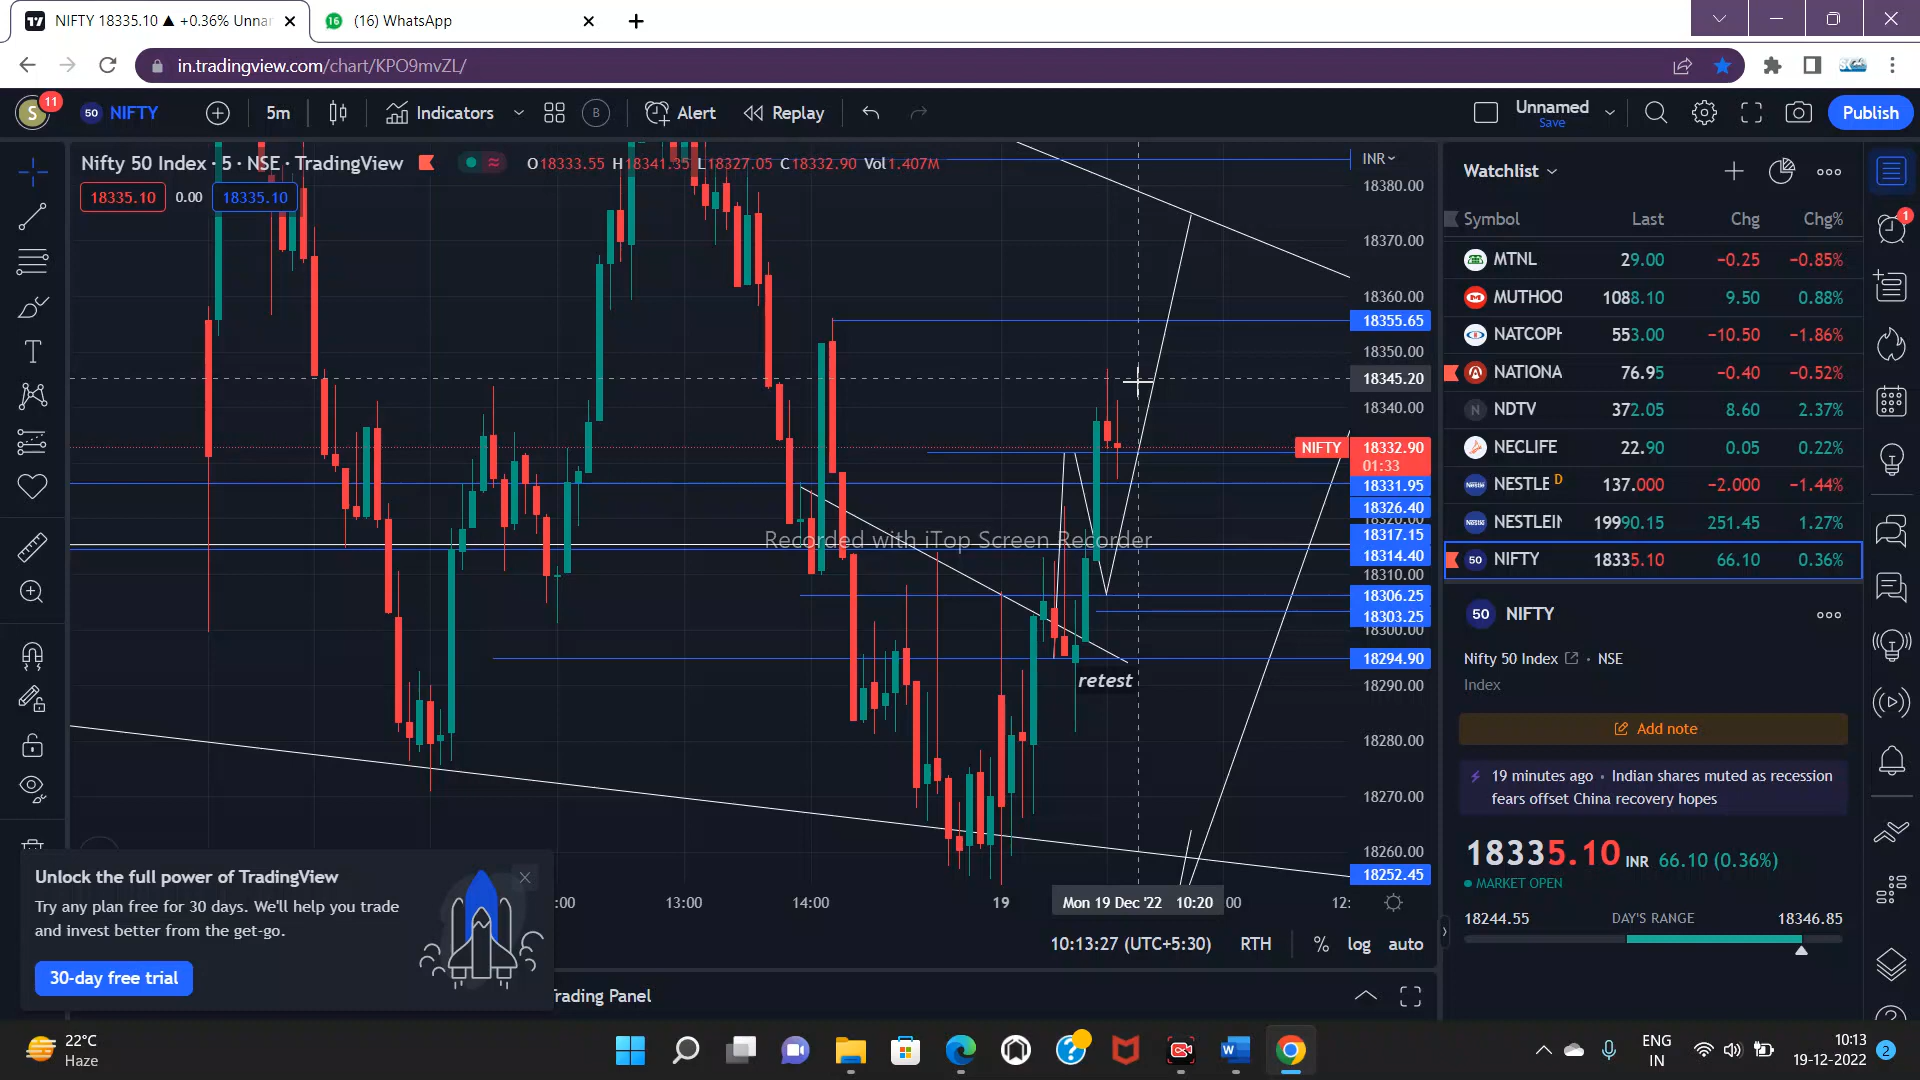 NIFTY 18335.10 ▲ +0.36% Unnar
(16) WhatsApp
in.tradingview.com/chart/KPO9mvZL/
S 11
50 NIFTY
5m
Indicators
B
Alert
Replay
Unnamed
Save
Publish
Nifty 50 Index · 5 · NSE · TradingView
O18333.55 H18341.35 L18327.05 C18332.90 Vol1.407M
18335.10 0.00 18335.10
INR
18380.00
18370.00
18360.00
18355.65
18350.00
18345.20
18340.00
NIFTY 18332.90
01:33
18331.95
18326.40
18320.00
18317.15
18314.40
18310.00
18306.25
18303.25
18300.00
18294.90
18290.00
18280.00
18270.00
18260.00
18252.45
Recorded with iTop Screen Recorder
retest
:00 13:00 14:00 19 Mon 19 Dec '22 10:20 00 12:
10:13:27 (UTC+5:30) RTH % log auto
Trading Panel
Unlock the full power of TradingView
Try any plan free for 30 days. We'll help you trade
and invest better from the get-go.
30-day free trial
Watchlist
Symbol Last Chg Chg%
MTNL 29.00 −0.25 −0.85%
MUTHOO 1088.10 9.50 0.88%
NATCOPH 553.00 −10.50 −1.86%
NATIONA 76.95 −0.40 −0.52%
N NDTV 372.05 8.60 2.37%
NECLIFE 22.90 0.05 0.22%
NESTLE D 137.000 −2.000 −1.44%
NESTLEIN 19990.15 251.45 1.27%
50 NIFTY 18335.10 66.10 0.36%
50 NIFTY
Nifty 50 Index · NSE
Index
Add note
19 minutes ago · Indian shares muted as recession
fears offset China recovery hopes
18335.10 INR 66.10 (0.36%)
MARKET OPEN
18244.55 DAY'S RANGE 18346.85
1
22°C
Haze
ENG
IN
10:13
19-12-2022
2